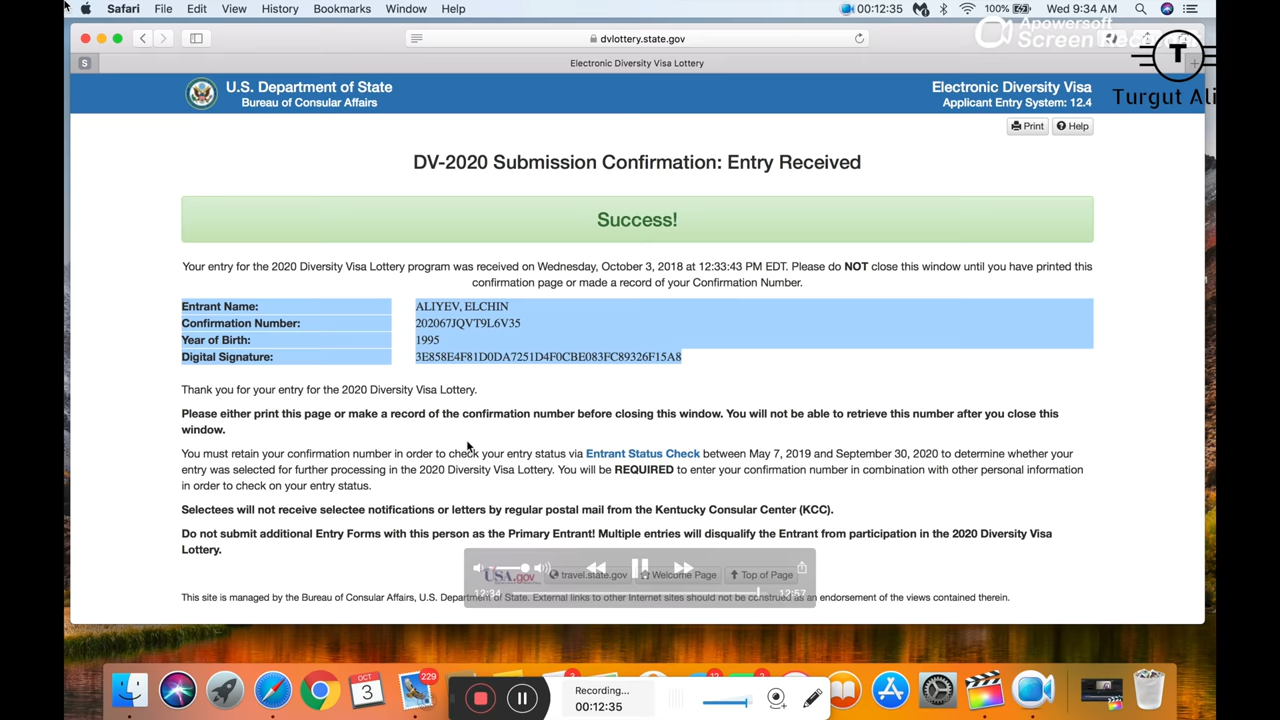 Safari File Edit View History Bookmarks Window Help 00:12:35 100% Wed 9:34 AM
Apowersoft
Screen Recorder
dvlottery.state.gov
S Electronic Diversity Visa Lottery
T
Turgut Ali
U.S. Department of State
Bureau of Consular Affairs
Electronic Diversity Visa
Applicant Entry System: 12.4
Print Help
DV-2020 Submission Confirmation: Entry Received
Success!
Your entry for the 2020 Diversity Visa Lottery program was received on Wednesday, October 3, 2018 at 12:33:43 PM EDT. Please do NOT close this window until you have printed this
confirmation page or made a record of your Confirmation Number.
Entrant Name: ALIYEV, ELCHIN
Confirmation Number: 202067JQVT9L6V35
Year of Birth: 1995
Digital Signature: 3E858E4F81D0DA7251D4F0CBE083FC89326F15A8
Thank you for your entry for the 2020 Diversity Visa Lottery.
Please either print this page or make a record of the confirmation number before closing this window. You will not be able to retrieve this number after you close this
window.
You must retain your confirmation number in order to check your entry status via Entrant Status Check between May 7, 2019 and September 30, 2020 to determine whether your
entry was selected for further processing in the 2020 Diversity Visa Lottery. You will be REQUIRED to enter your confirmation number in combination with other personal information
in order to check on your entry status.
Selectees will not receive selectee notifications or letters by regular postal mail from the Kentucky Consular Center (KCC).
Do not submit additional Entry Forms with this person as the Primary Entrant! Multiple entries will disqualify the Entrant from participation in the 2020 Diversity Visa
Lottery.
USA.gov travel.state.gov Welcome Page Top of Page
12:34 12:57
This site is managed by the Bureau of Consular Affairs, U.S. Department of State. External links to other Internet sites should not be construed as an endorsement of the views contained therein.
OCT
3
229
Recording...
00:12:35